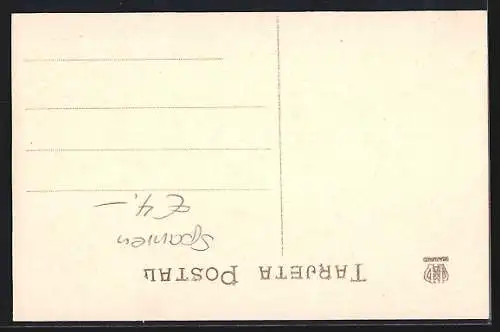 TARJETA POSTAL
Spanien
€ 4,-